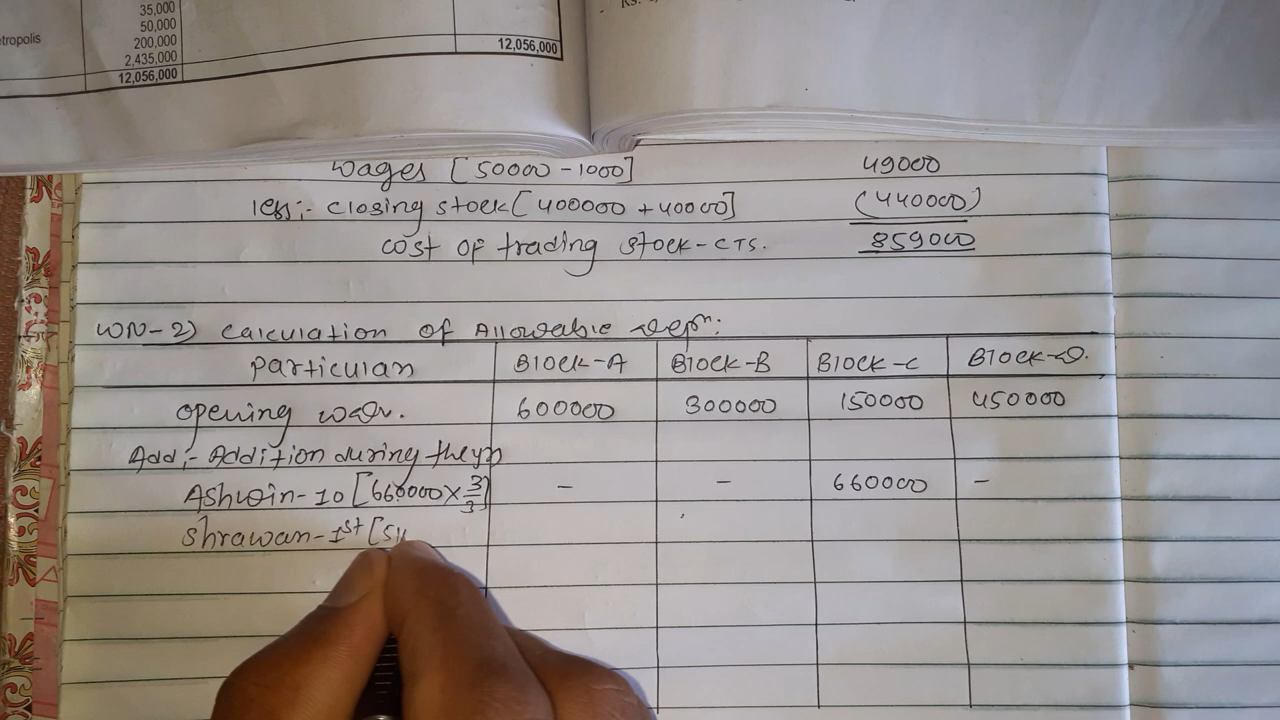 35,000
50,000
etropolis 200,000
2,435,000 12,056,000
12,056,000
Rs.
Wages [50000 - 1000] 49000
less:- closing stock [400000 + 40000] (440000)
cost of trading stock-CTS. 859000
WN-2) Calculation of Allowable Depn:
Particulars Block-A Block-B Block-C Block-D.
opening WDV. 600000 300000 150000 450000
Add:- Addition during the yr
Ashwin-10 [660000 × 3/3] - - 660000 -
Shrawan-1st [